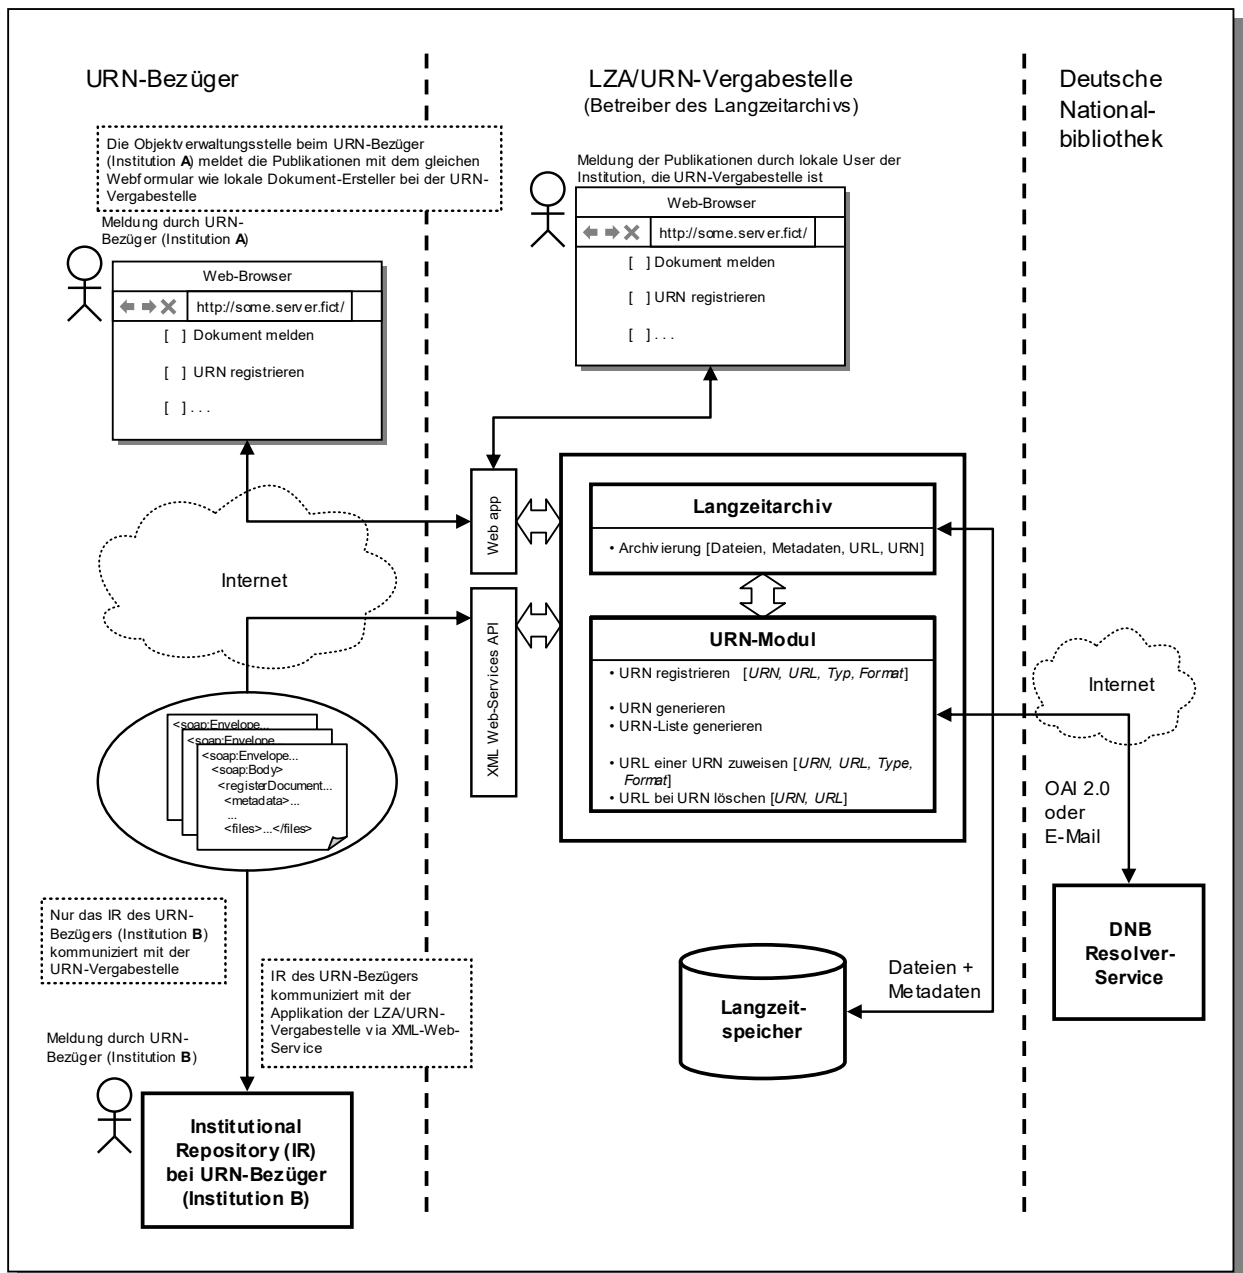 URN-Bezüger
LZA/URN-Vergabestelle
(Betreiber des Langzeitarchivs)
Deutsche
National-
bibliothek
Die Objektverwaltungsstelle beim URN-Bezüger
(Institution A) meldet die Publikationen mit dem gleichen
Webformular wie lokale Dokument-Ersteller bei der URN-
Vergabestelle
Meldung durch URN-
Bezüger (Institution A)
Web-Browser
http://some.server.fict/
[ ] Dokument melden
[ ] URN registrieren
[ ] . . .
Meldung der Publikationen durch lokale User der
Institution, die URN-Vergabestelle ist
Web-Browser
http://some.server.fict/
[ ] Dokument melden
[ ] URN registrieren
[ ] . . .
Internet
Web app
XML Web-Services API
Langzeitarchiv
• Archivierung [Dateien, Metadaten, URL, URN]
URN-Modul
• URN registrieren [URN, URL, Typ, Format]
• URN generieren
• URN-Liste generieren
• URL einer URN zuweisen [URN, URL, Type,
Format]
• URL bei URN löschen [URN, URL]
Internet
OAI 2.0
oder
E-Mail
DNB
Resolver-
Service
<soap:Envelope...
<soap:Envelope...
<soap:Envelope...
<soap:Body>
<registerDocument...
<metadata>...
...
<files>...</files>
Nur das IR des URN-
Bezügers (Institution B)
kommuniziert mit der
URN-Vergabestelle
IR des URN-Bezügers
kommuniziert mit der
Applikation der LZA/URN-
Vergabestelle via XML-Web-
Service
Langzeit-
speicher
Dateien +
Metadaten
Meldung durch URN-
Bezüger (Institution B)
Institutional
Repository (IR)
bei URN-Bezüger
(Institution B)